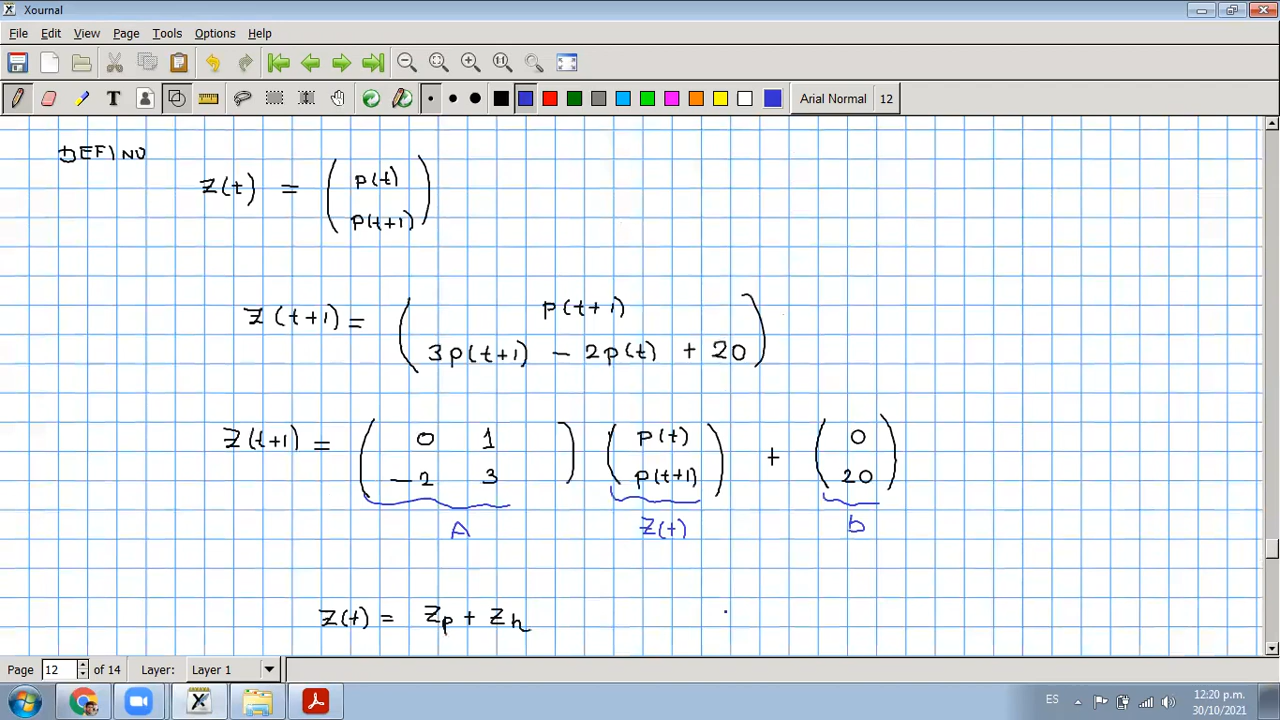 Xournal
File Edit View Page Tools Options Help
Arial Normal 12
DEFINO
Z(t) = ( p(t)
p(t+1) )
Z(t+1) = ( p(t+1)
3p(t+1) - 2p(t) + 20 )
Z(t+1) = ( 0 1
-2 3 ) ( p(t)
p(t+1) ) + ( 0
20 )
A Z(t) b
Z(t) = Zp + Zh
Page 12 of 14 Layer: Layer 1
ES 12:20 p.m.
30/10/2021